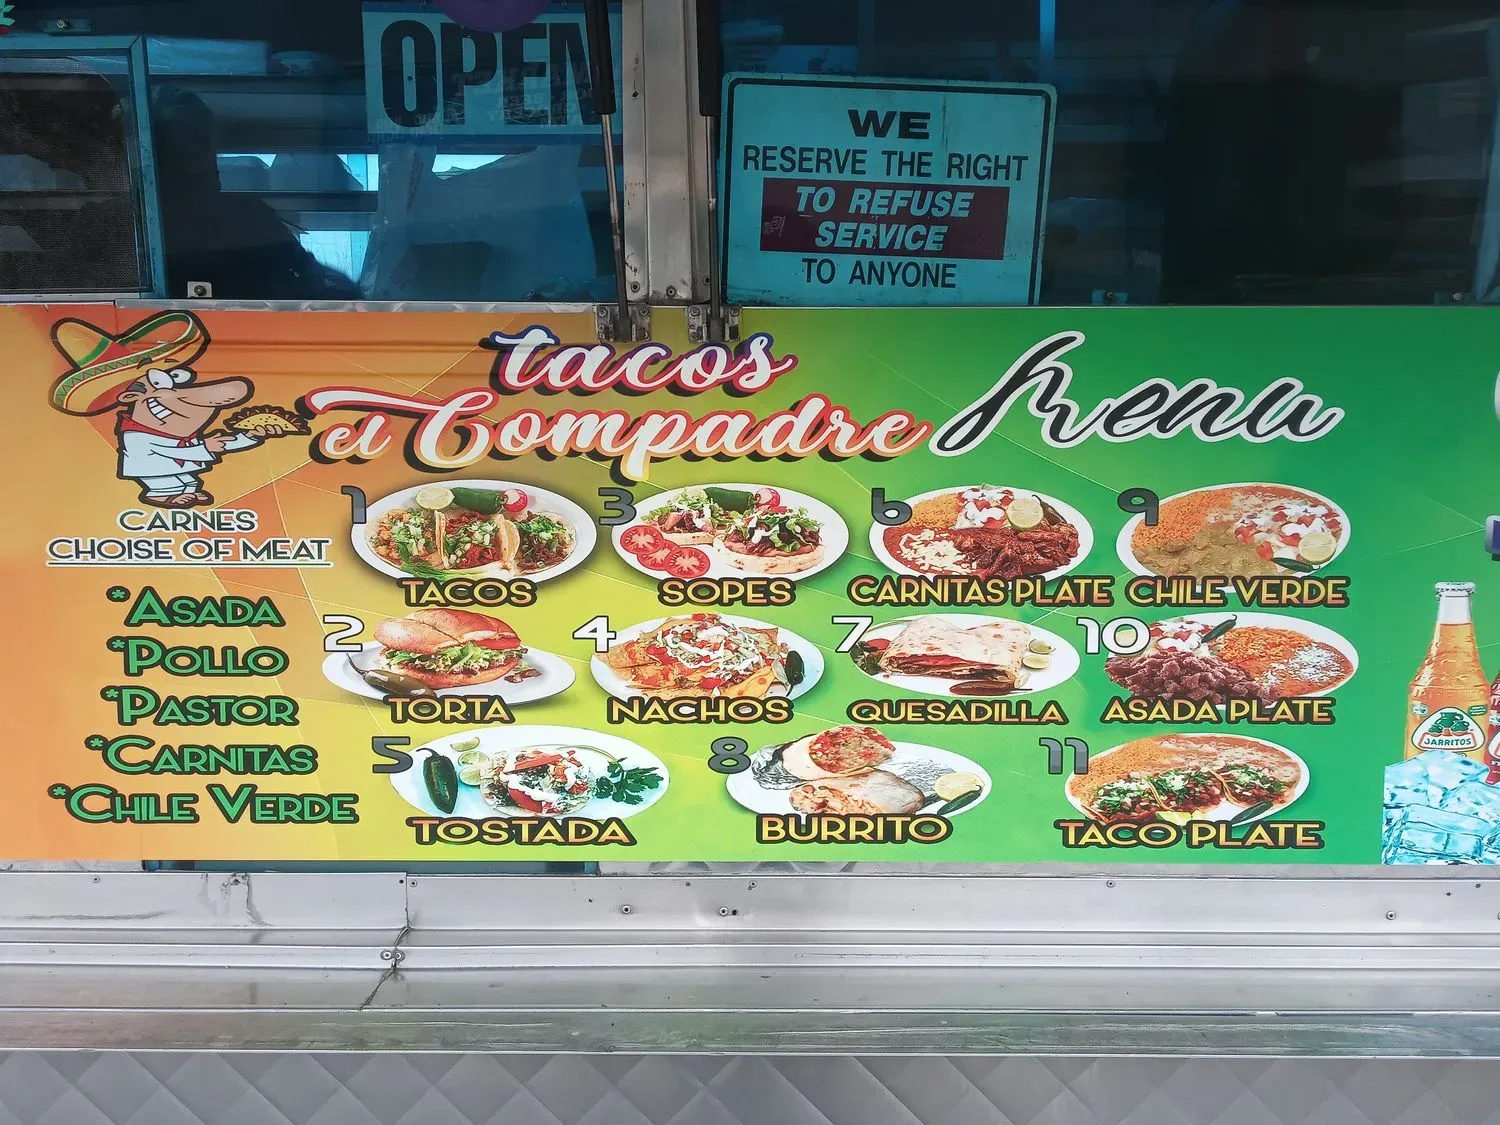 OPEN
WE
RESERVE THE RIGHT
TO REFUSE
SERVICE
TO ANYONE
tacos
el Compadre
Menu
CARNES
CHOISE OF MEAT
*ASADA
*POLLO
*PASTOR
*CARNITAS
*CHILE VERDE
1
TACOS
3
SOPES
6
CARNITAS PLATE
9
CHILE VERDE
2
TORTA
4
NACHOS
7
QUESADILLA
10
ASADA PLATE
5
TOSTADA
8
BURRITO
11
TACO PLATE
JARRITOS